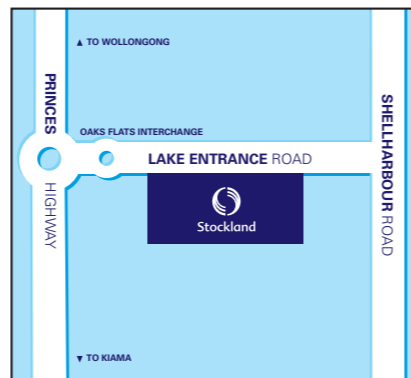 ▲ TO WOLLONGONG
PRINCES HIGHWAY
OAKS FLATS INTERCHANGE
LAKE ENTRANCE ROAD
SHELLHARBOUR ROAD
Stockland
▼ TO KIAMA